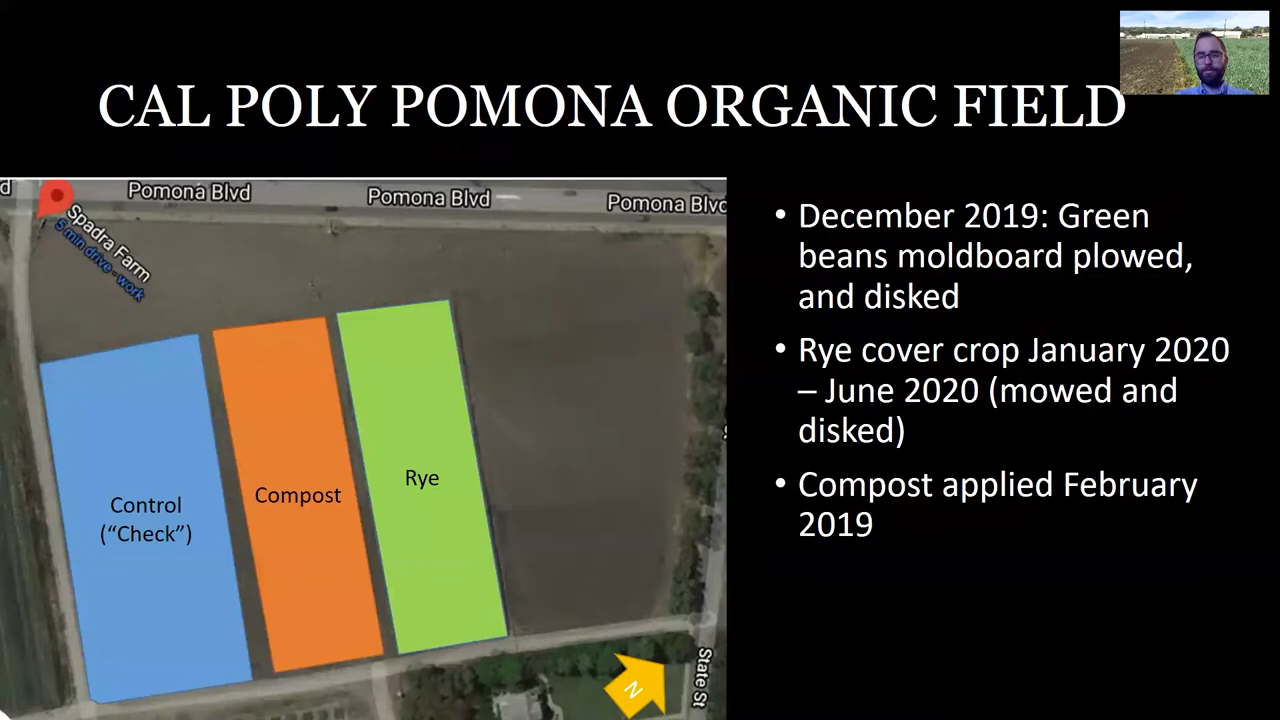 CAL POLY POMONA ORGANIC FIELD
d
Pomona Blvd
Pomona Blvd
Pomona Blvd
Spadra Farm
5 min drive - work
Control
(“Check”)
Compost
Rye
State St
N
• December 2019: Green
beans moldboard plowed,
and disked
• Rye cover crop January 2020
– June 2020 (mowed and
disked)
• Compost applied February
2019